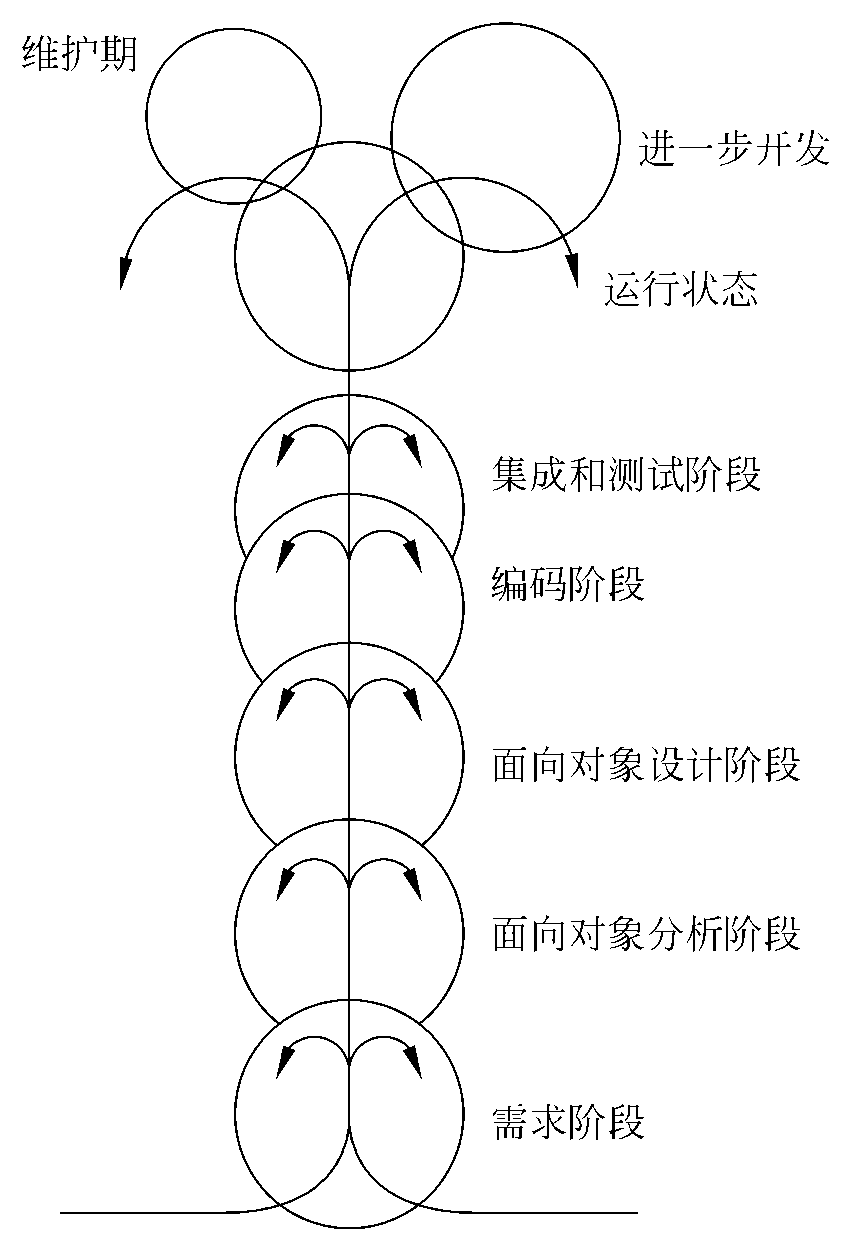 维护期
进一步开发
运行状态
集成和测试阶段
编码阶段
面向对象设计阶段
面向对象分析阶段
需求阶段